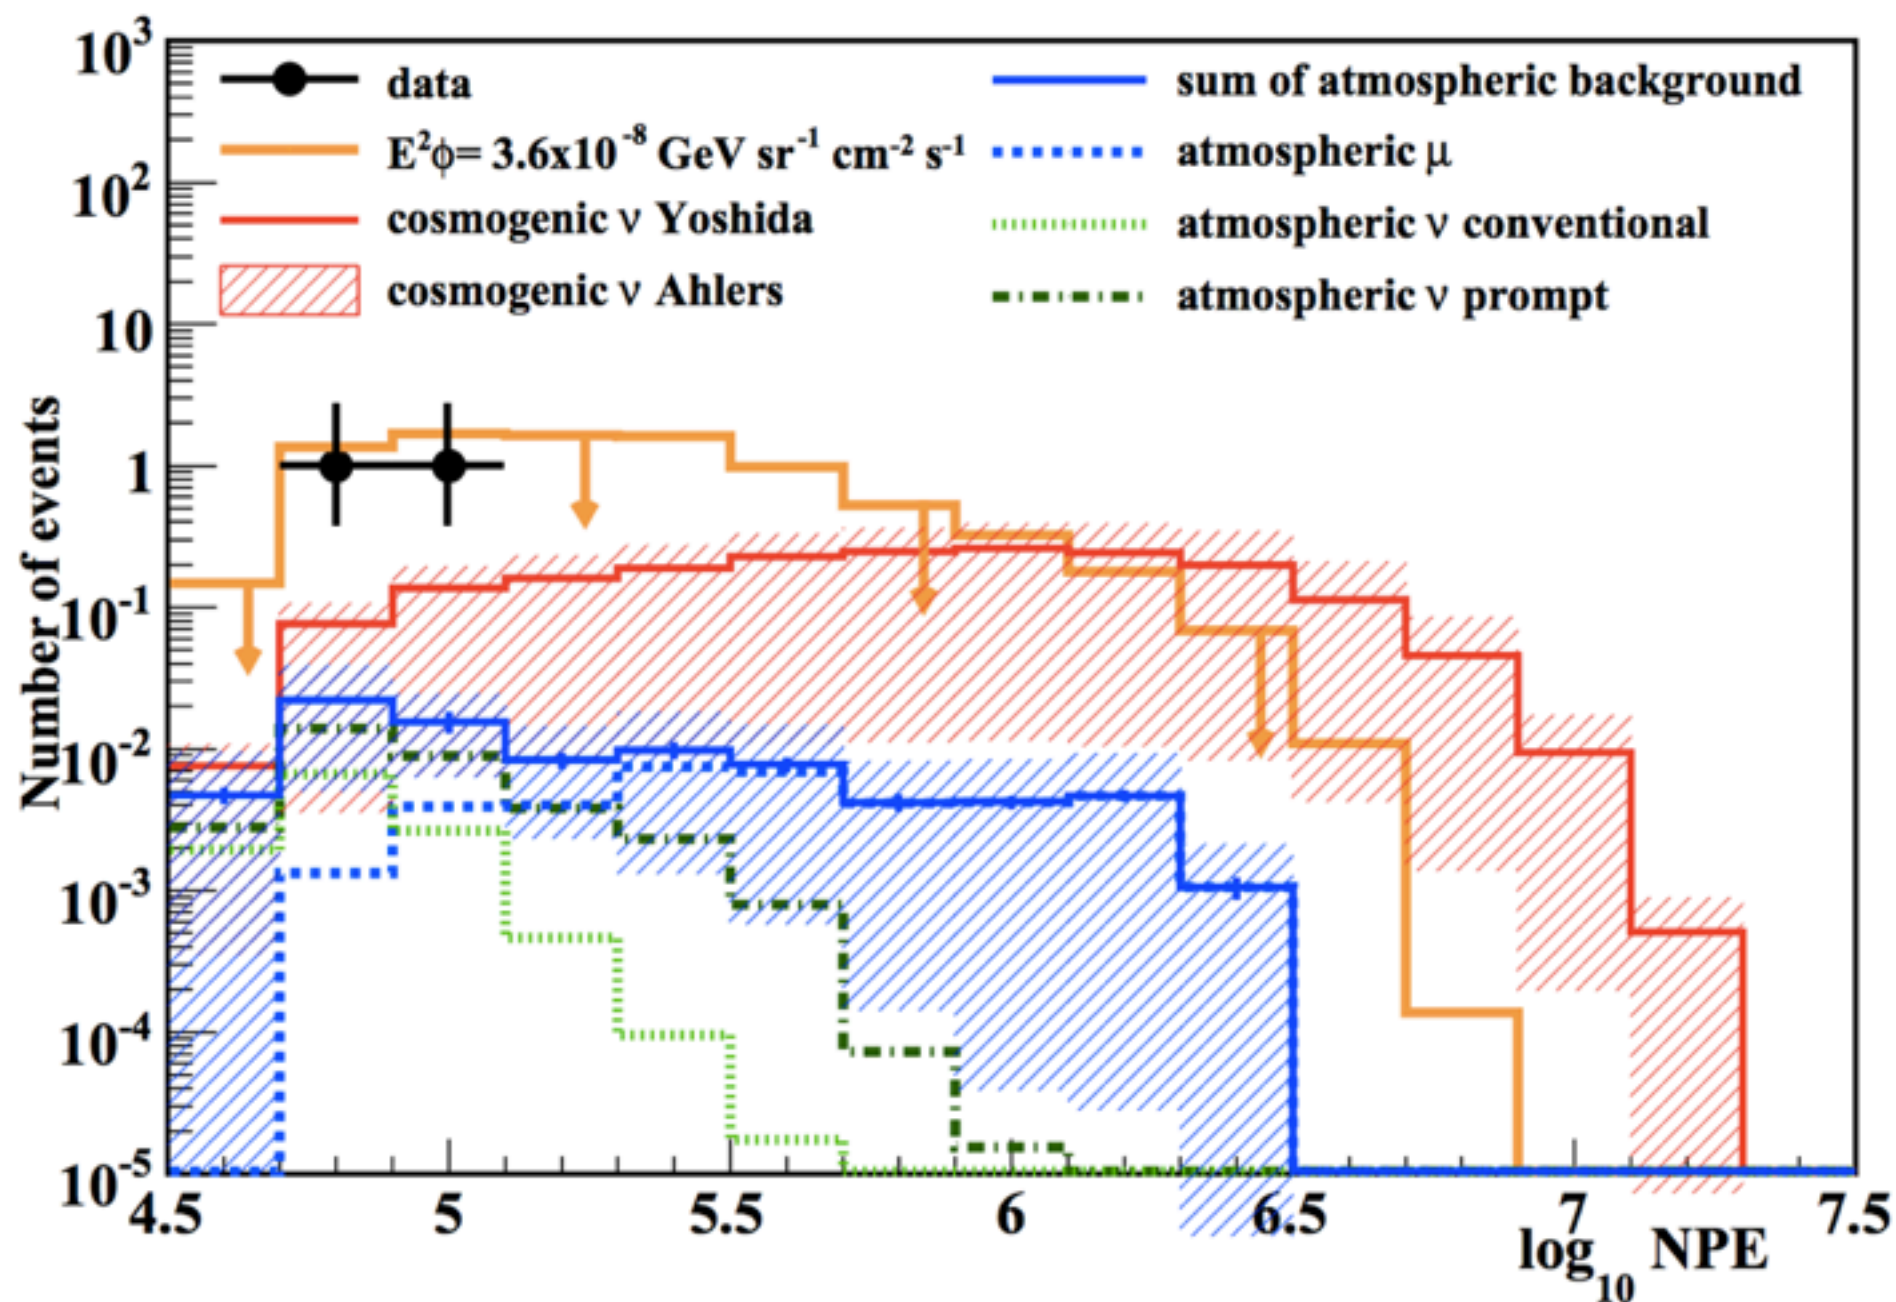 10³
10²
10
1
10⁻¹
10⁻²
10⁻³
10⁻⁴
10⁻⁵
Number of events
data
E²ϕ= 3.6x10⁻⁸ GeV sr⁻¹ cm⁻² s⁻¹
cosmogenic ν Yoshida
cosmogenic ν Ahlers
sum of atmospheric background
atmospheric μ
atmospheric ν conventional
atmospheric ν prompt
4.5 5 5.5 6 6.5 7 7.5
log₁₀ NPE